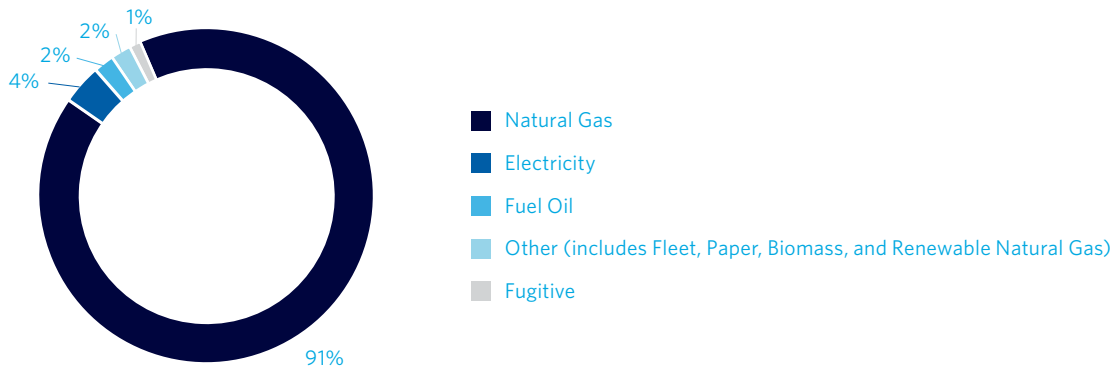 1%
2%
2%
4%
91%
Natural Gas
Electricity
Fuel Oil
Other (includes Fleet, Paper, Biomass, and Renewable Natural Gas)
Fugitive